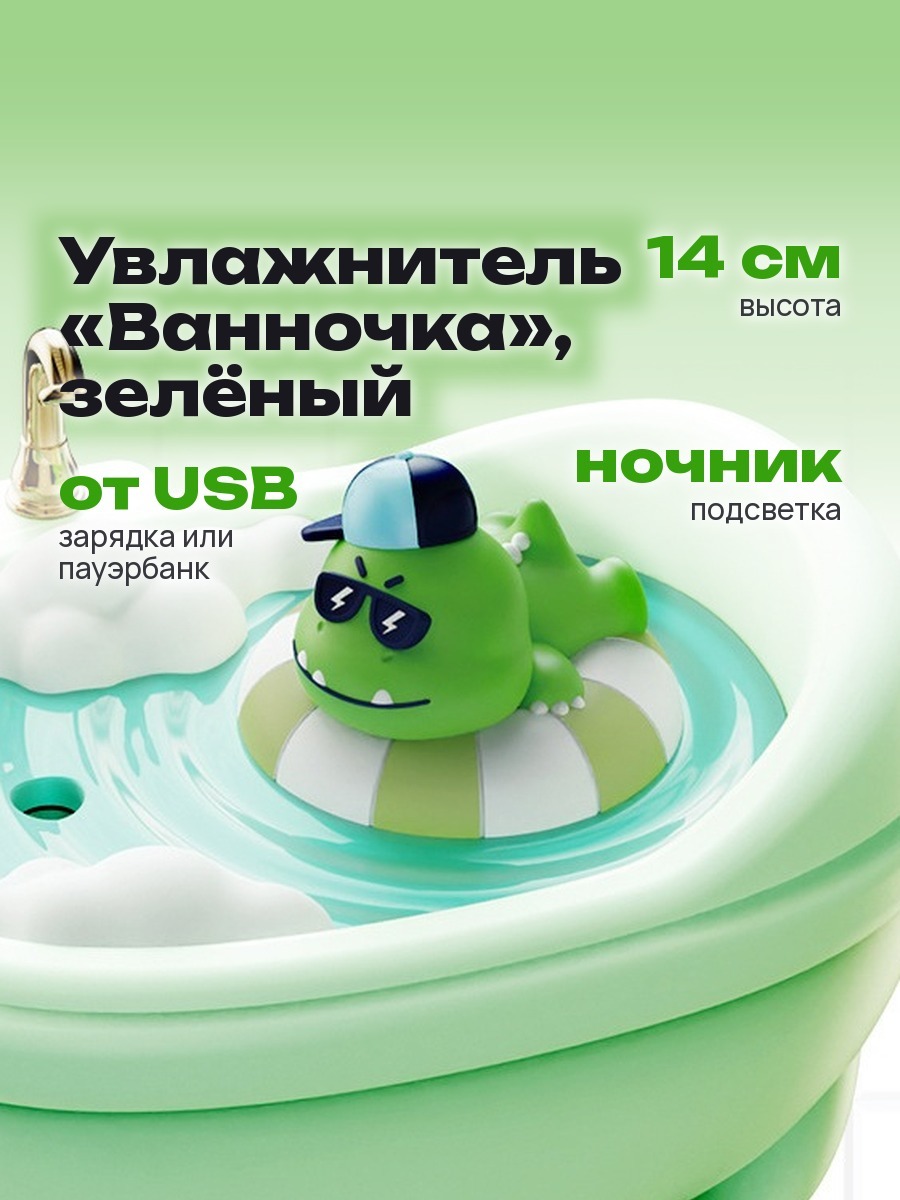 Увлажнитель
«Ванночка»,
зелёный
14 см
высота
от USB
зарядка или
пауэрбанк
ночник
подсветка